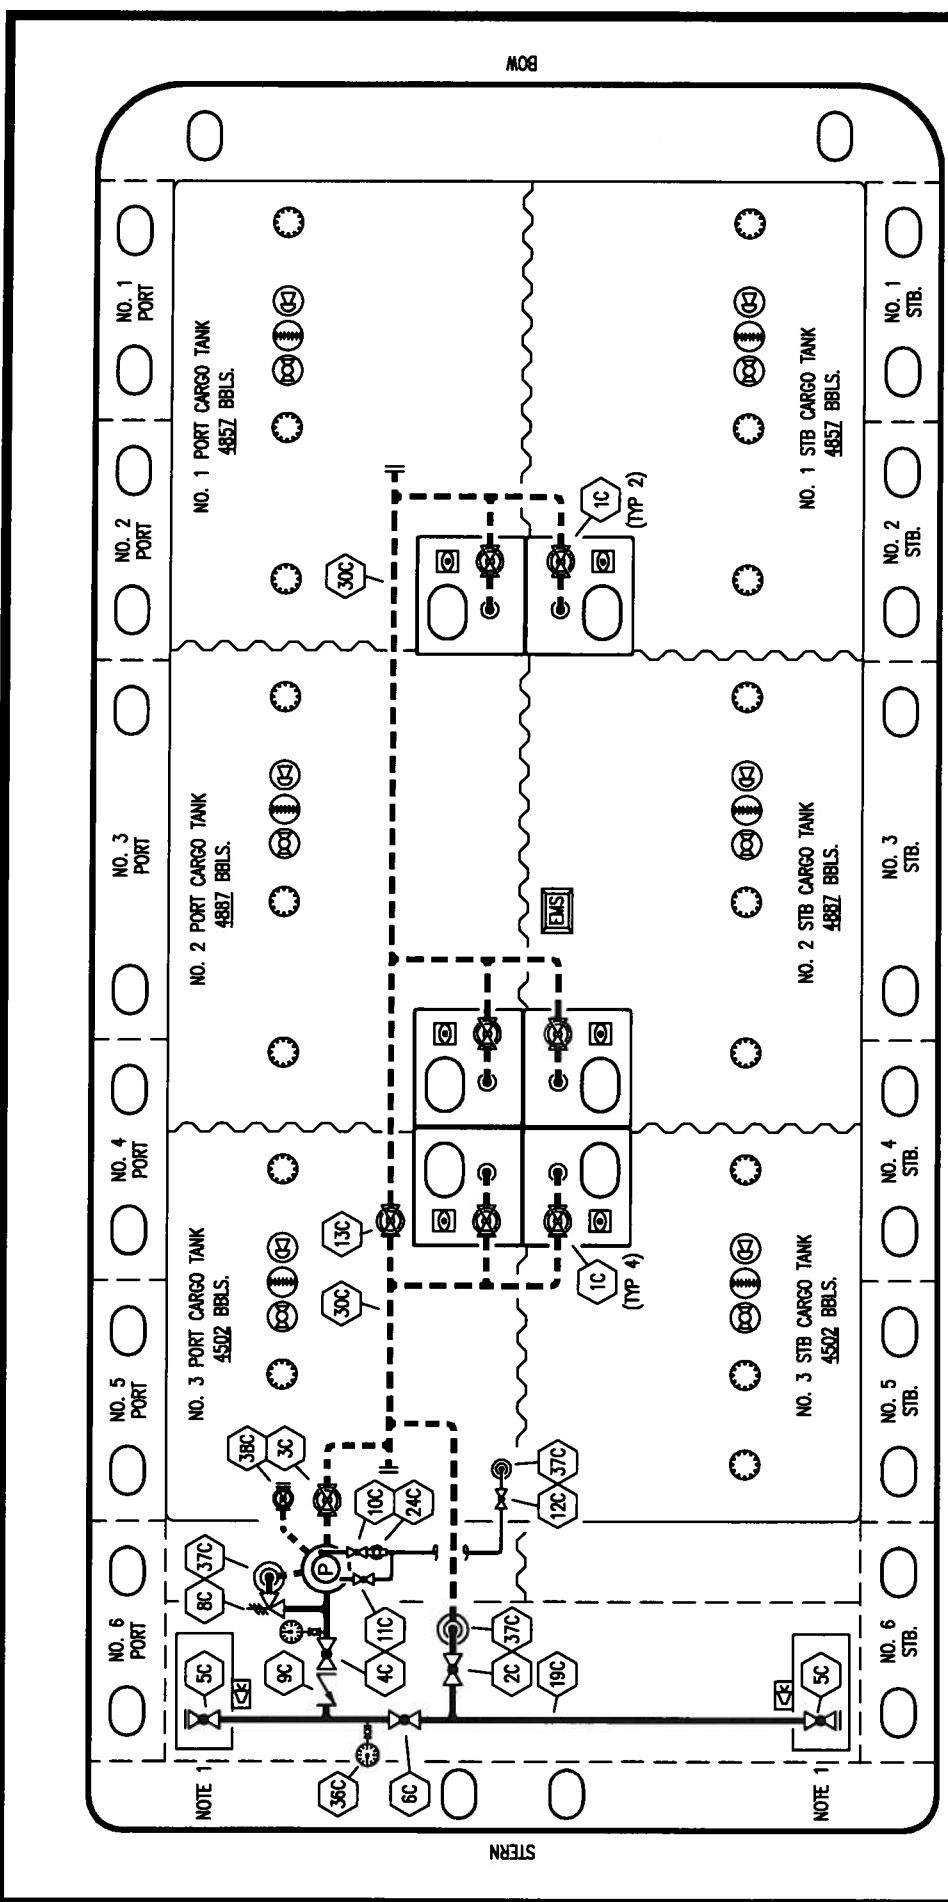 BOW
NO. 1
PORT
NO. 2
PORT
NO. 3
PORT
NO. 4
PORT
NO. 5
PORT
NO. 6
PORT
NO. 1 PORT CARGO TANK
4857 BBLS.
NO. 2 PORT CARGO TANK
4887 BBLS.
NO. 3 PORT CARGO TANK
4502 BBLS.
30C
1C
(TYP 2)
EMS
13C
30C
1C
(TYP 4)
38C
3C
10C
24C
37C
12C
37C
8C
P
11C
4C
9C
5C
37C
2C
19C
36C
6C
5C
NOTE 1
NOTE 1
NO. 1 STB CARGO TANK
4857 BBLS.
NO. 2 STB CARGO TANK
4887 BBLS.
NO. 3 STB CARGO TANK
4502 BBLS.
NO. 1
STB.
NO. 2
STB.
NO. 3
STB.
NO. 4
STB.
NO. 5
STB.
NO. 6
STB.
STERN